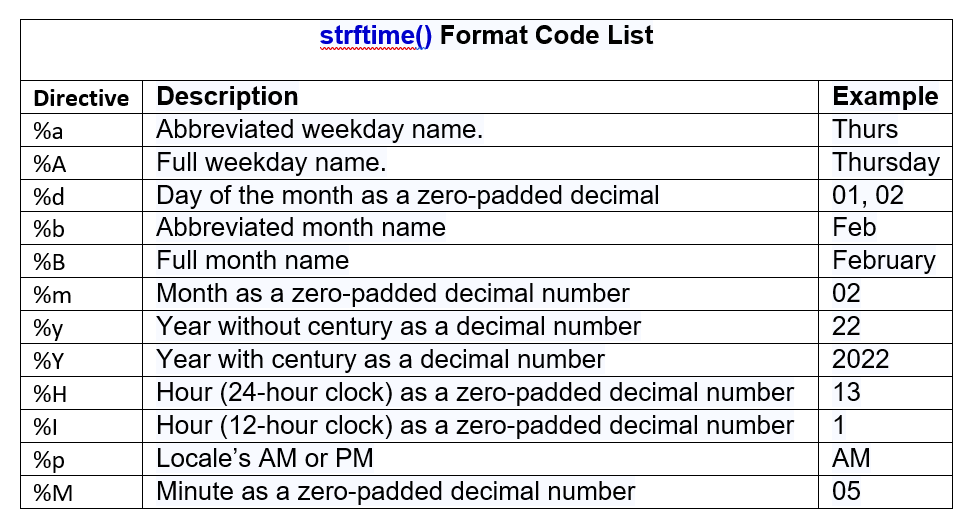 strftime() Format Code List
Directive Description Example
%a Abbreviated weekday name. Thurs
%A Full weekday name. Thursday
%d Day of the month as a zero-padded decimal 01, 02
%b Abbreviated month name Feb
%B Full month name February
%m Month as a zero-padded decimal number 02
%y Year without century as a decimal number 22
%Y Year with century as a decimal number 2022
%H Hour (24-hour clock) as a zero-padded decimal number 13
%I Hour (12-hour clock) as a zero-padded decimal number 1
%p Locale’s AM or PM AM
%M Minute as a zero-padded decimal number 05